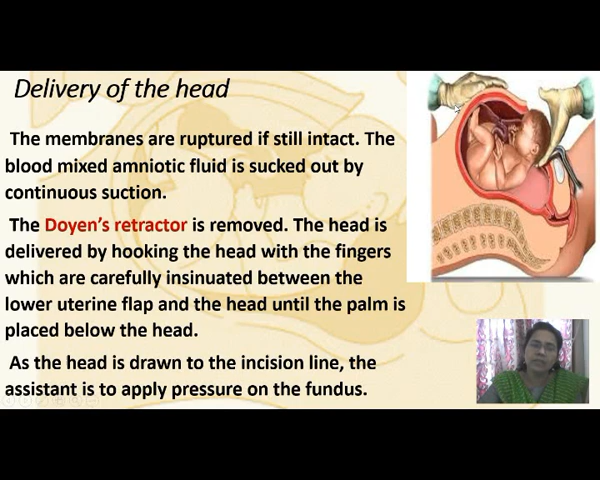 Delivery of the head
The membranes are ruptured if still intact. The
blood mixed amniotic fluid is sucked out by
continuous suction.
The Doyen’s retractor is removed. The head is
delivered by hooking the head with the fingers
which are carefully insinuated between the
lower uterine flap and the head until the palm is
placed below the head.
As the head is drawn to the incision line, the
assistant is to apply pressure on the fundus.